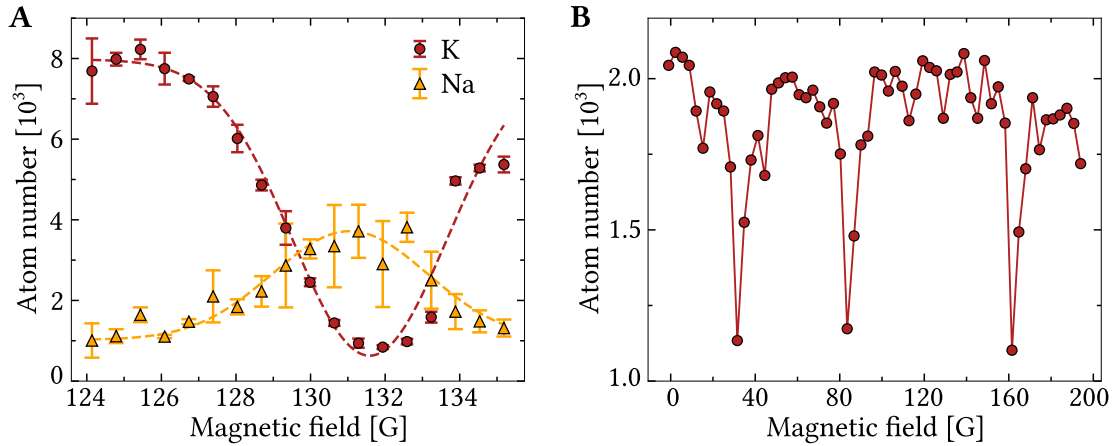 A
B
Atom number [10³]
8
6
4
2
0
K
Na
124
126
128
130
132
134
Magnetic field [G]
Atom number [10³]
2.0
1.5
1.0
0
40
80
120
160
200
Magnetic field [G]